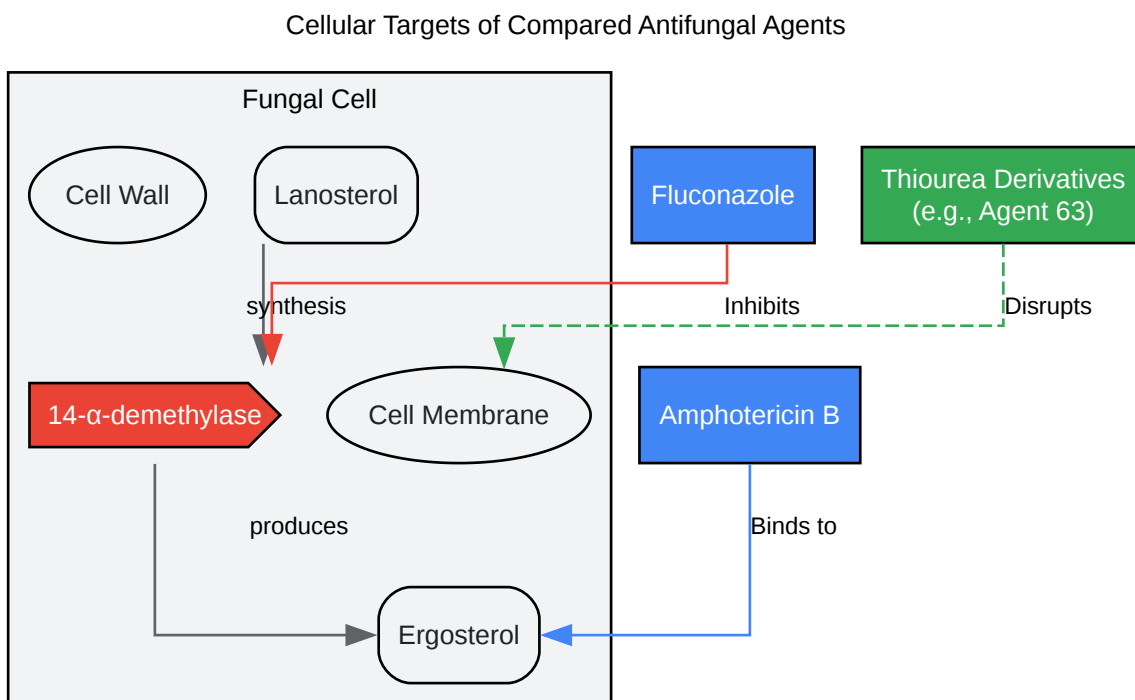 Cellular Targets of Compared Antifungal Agents
Fungal Cell
Cell Wall
Lanosterol
Fluconazole
Thiourea Derivatives
(e.g., Agent 63)
synthesis
Inhibits
Disrupts
14-α-demethylase
Cell Membrane
Amphotericin B
produces
Binds to
Ergosterol